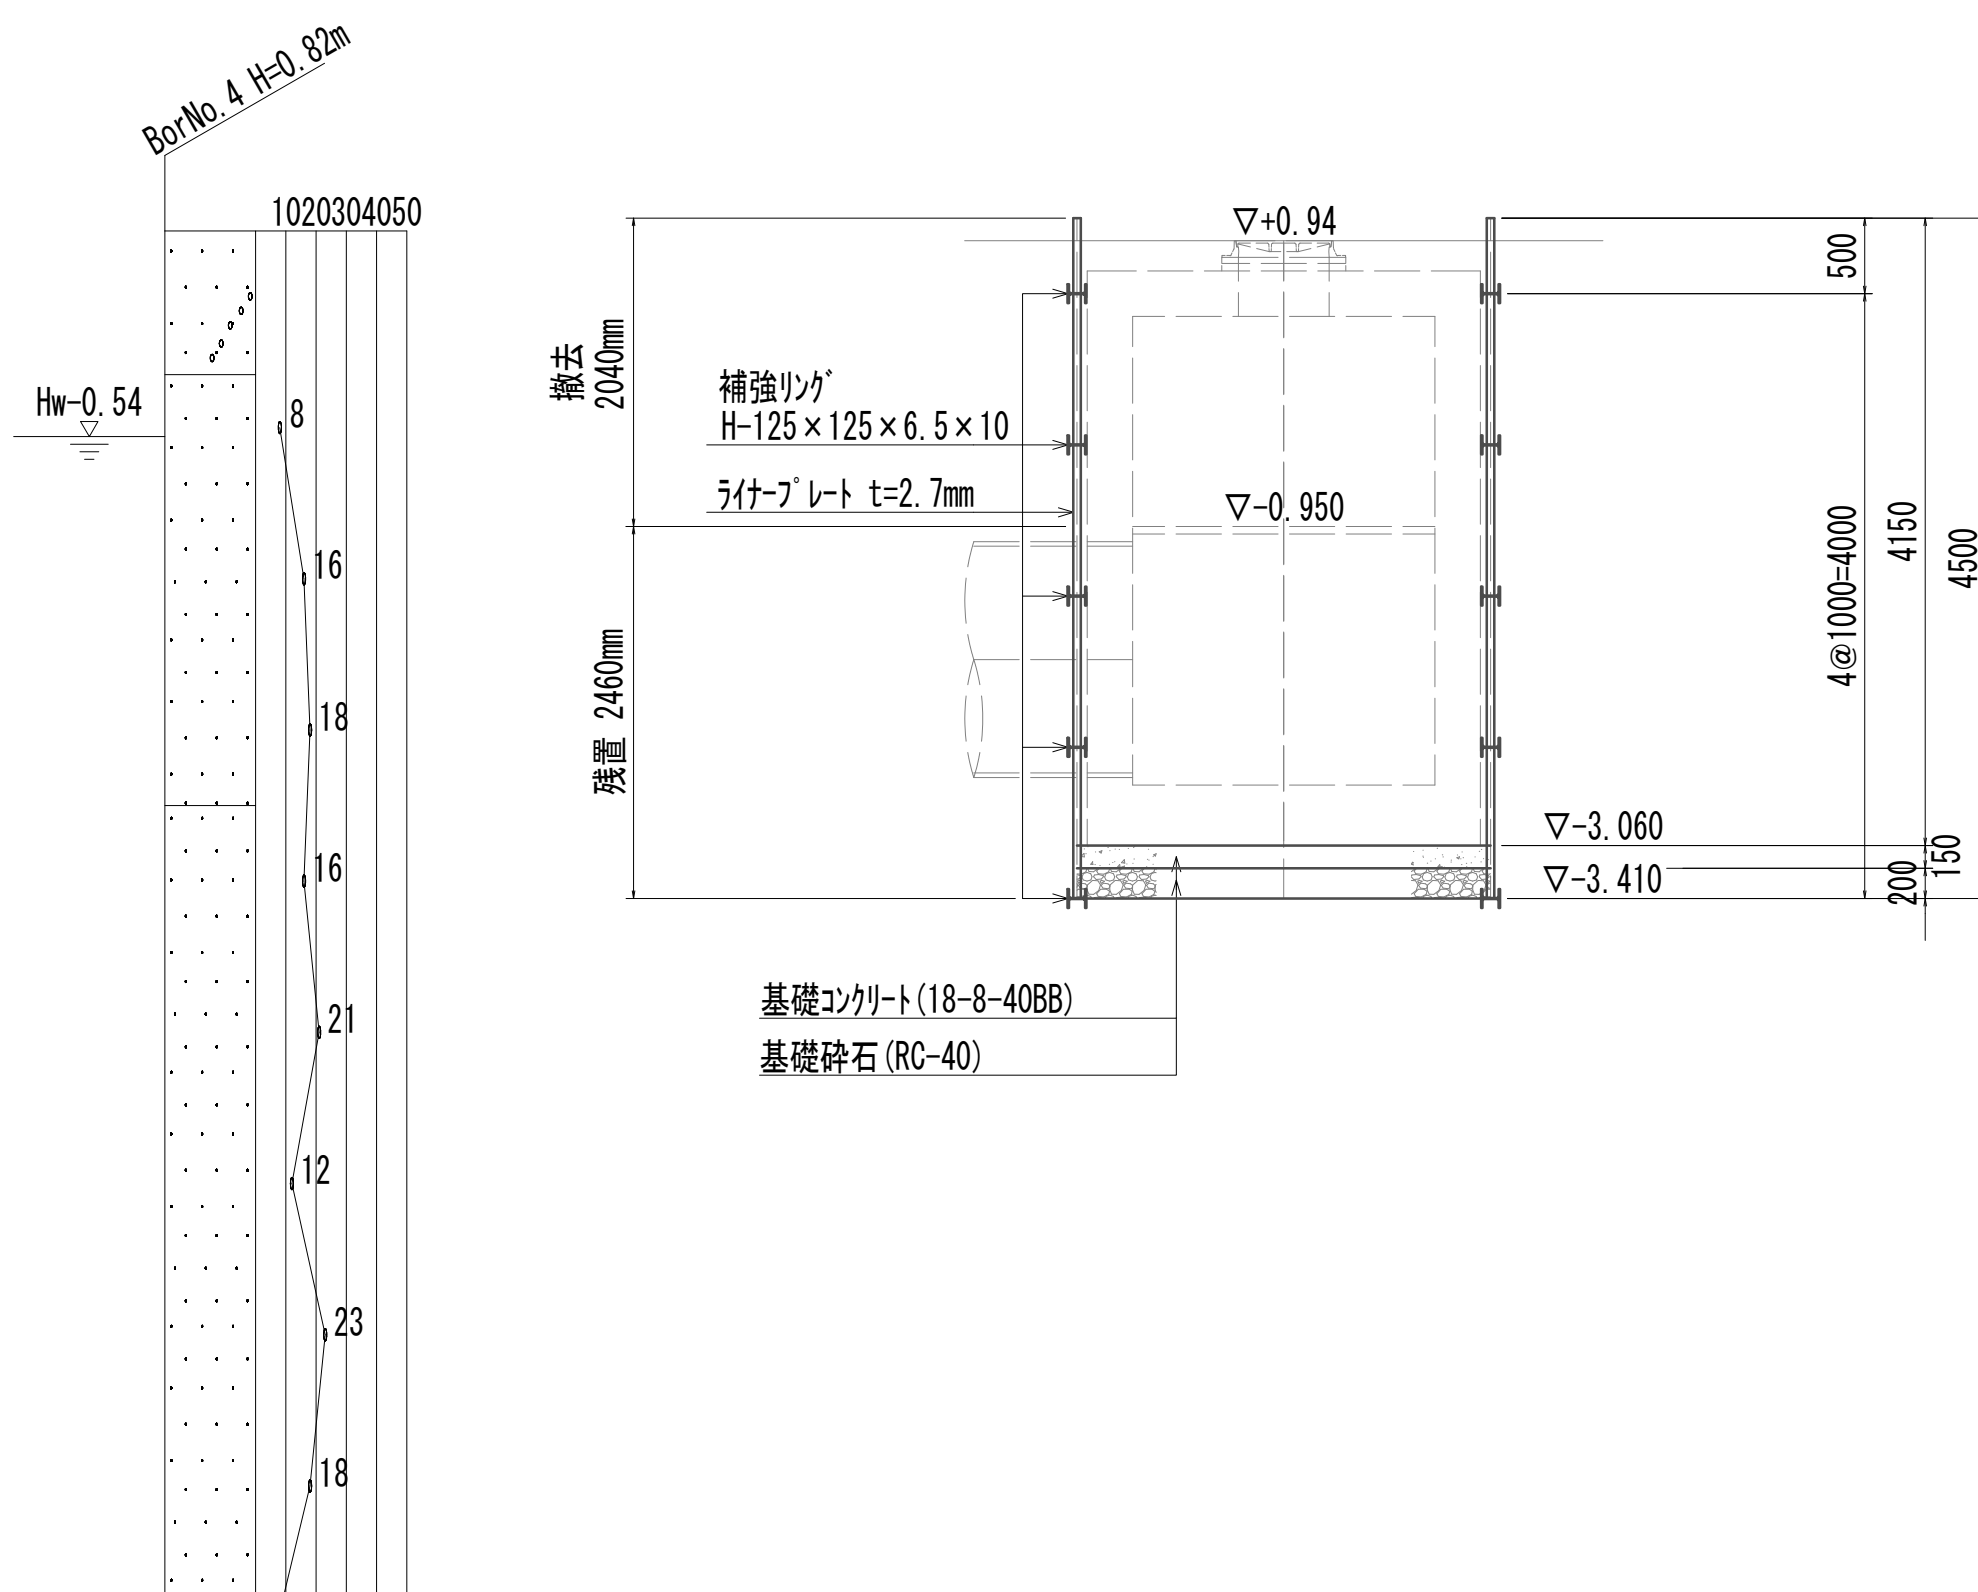 BorNo.4 H=0.82m
1020304050
Hw-0.54
8
16
18
16
21
12
23
18
撤去
2040mm
残置 2460mm
補強リング
H-125×125×6.5×10
ライナープレート t=2.7mm
▽+0.94
▽-0.950
▽-3.060
▽-3.410
500
4@1000=4000
4150
4500
150
200
基礎コンクリート(18-8-40BB)
基礎砕石(RC-40)